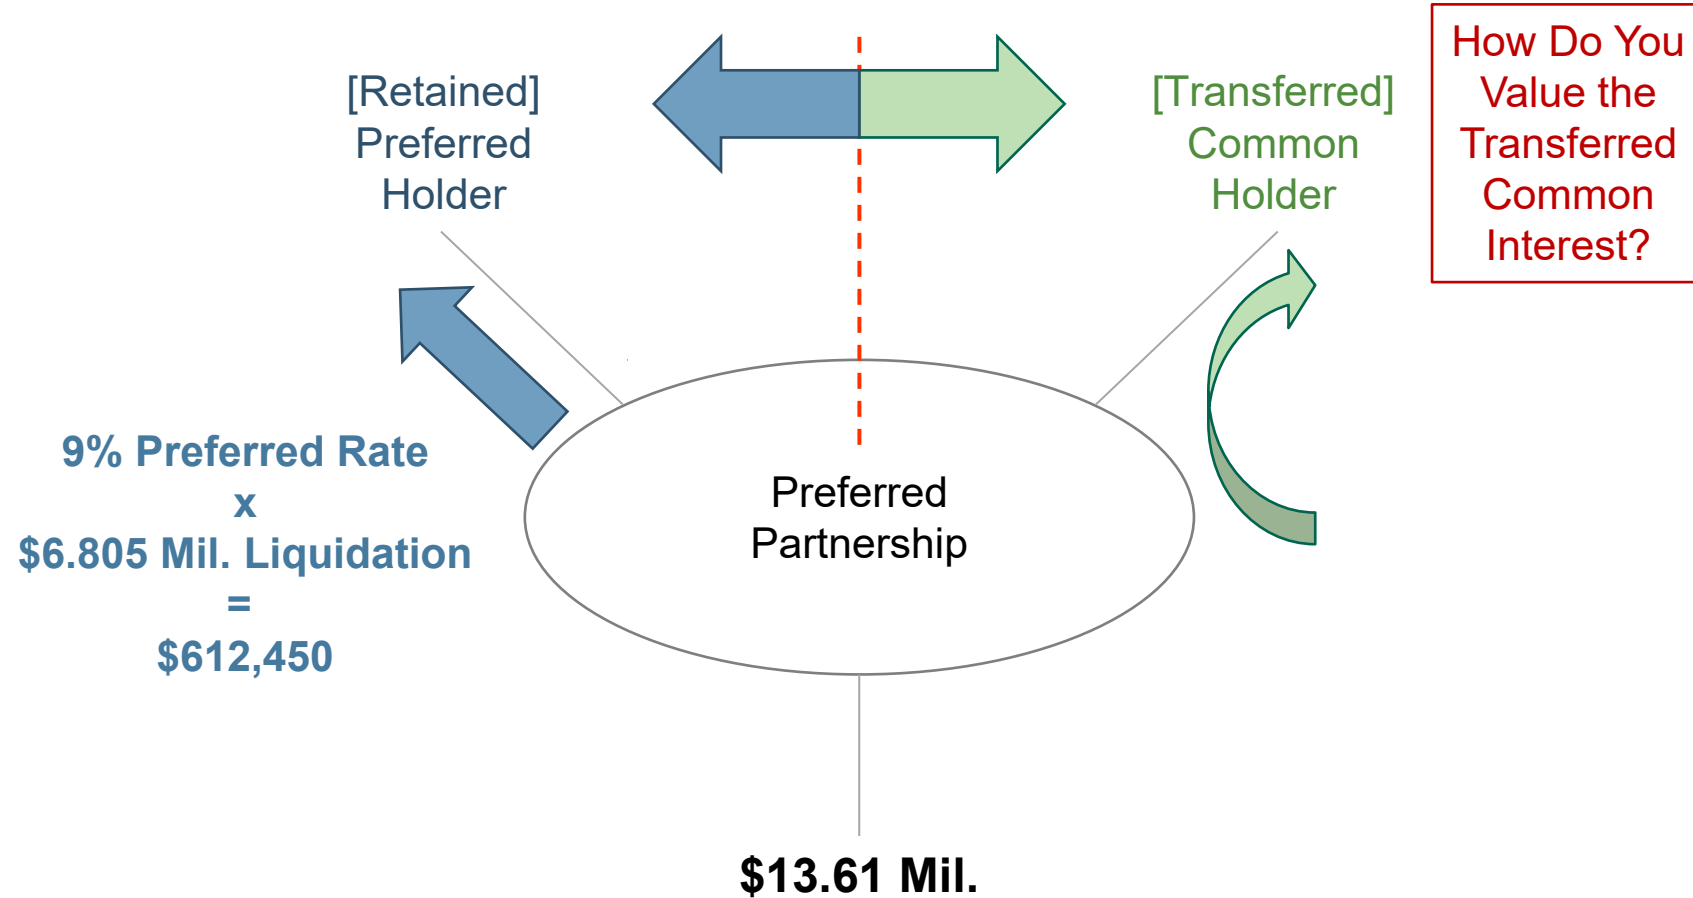 [Retained]
Preferred
Holder
[Transferred]
Common
Holder
How Do You
Value the
Transferred
Common
Interest?
9% Preferred Rate
x
$6.805 Mil. Liquidation
=
$612,450
Preferred
Partnership
$13.61 Mil.